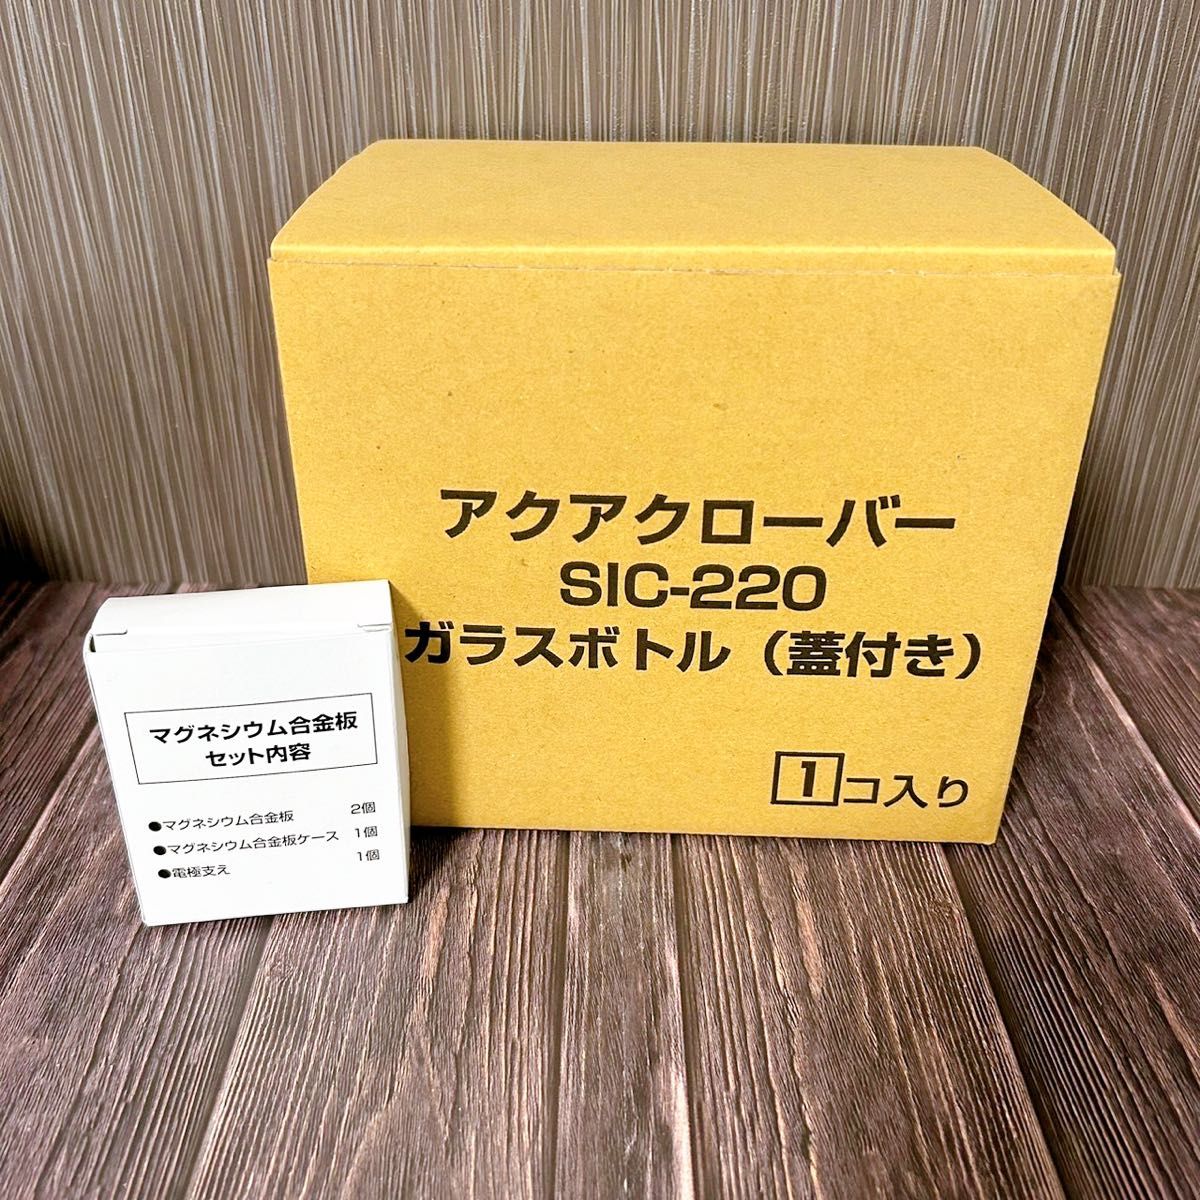 アクアクローバー
SIC-220
ガラスボトル（蓋付き）
1コ入り
マグネシウム合金板
セット内容
●マグネシウム合金板 2個
●マグネシウム合金板ケース 1個
●電極支え 1個